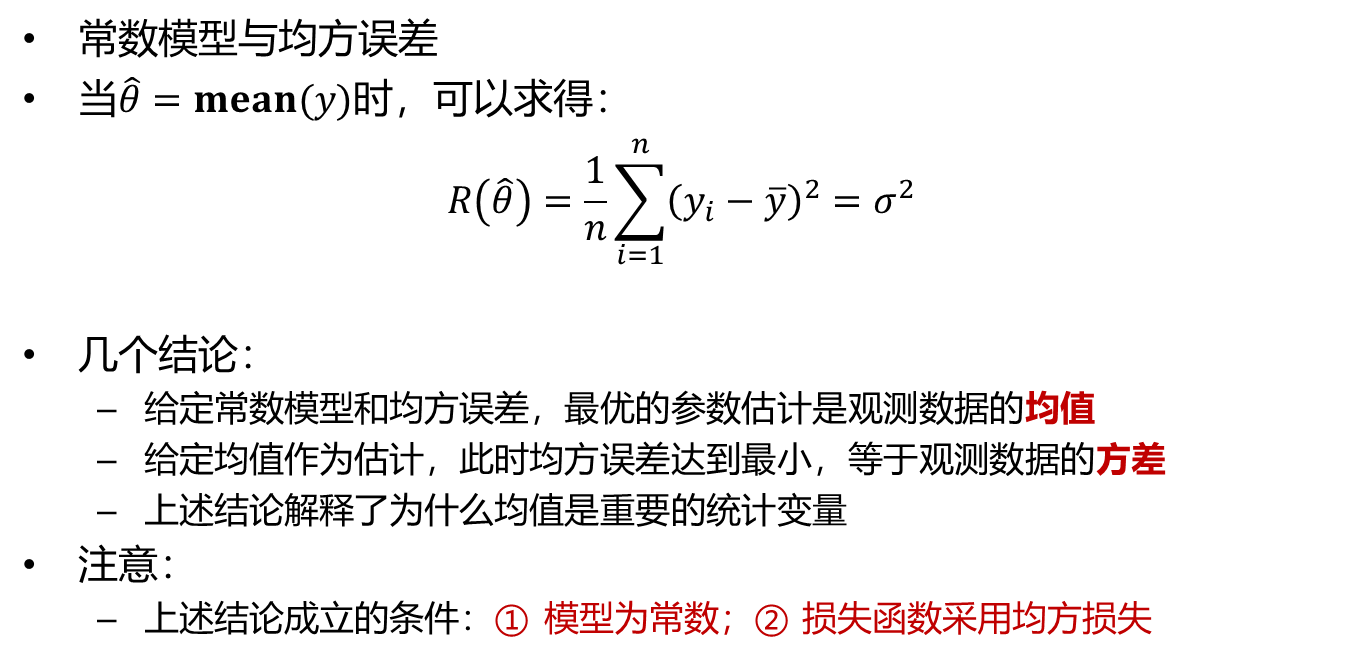 • 常数模型与均方误差
• 当θ̂ = mean(y)时，可以求得：
R(θ̂) = 1/n ∑_{i=1}^{n} (yᵢ − ȳ)² = σ²
• 几个结论：
– 给定常数模型和均方误差，最优的参数估计是观测数据的均值
– 给定均值作为估计，此时均方误差达到最小，等于观测数据的方差
– 上述结论解释了为什么均值是重要的统计变量
• 注意：
– 上述结论成立的条件：① 模型为常数；② 损失函数采用均方损失